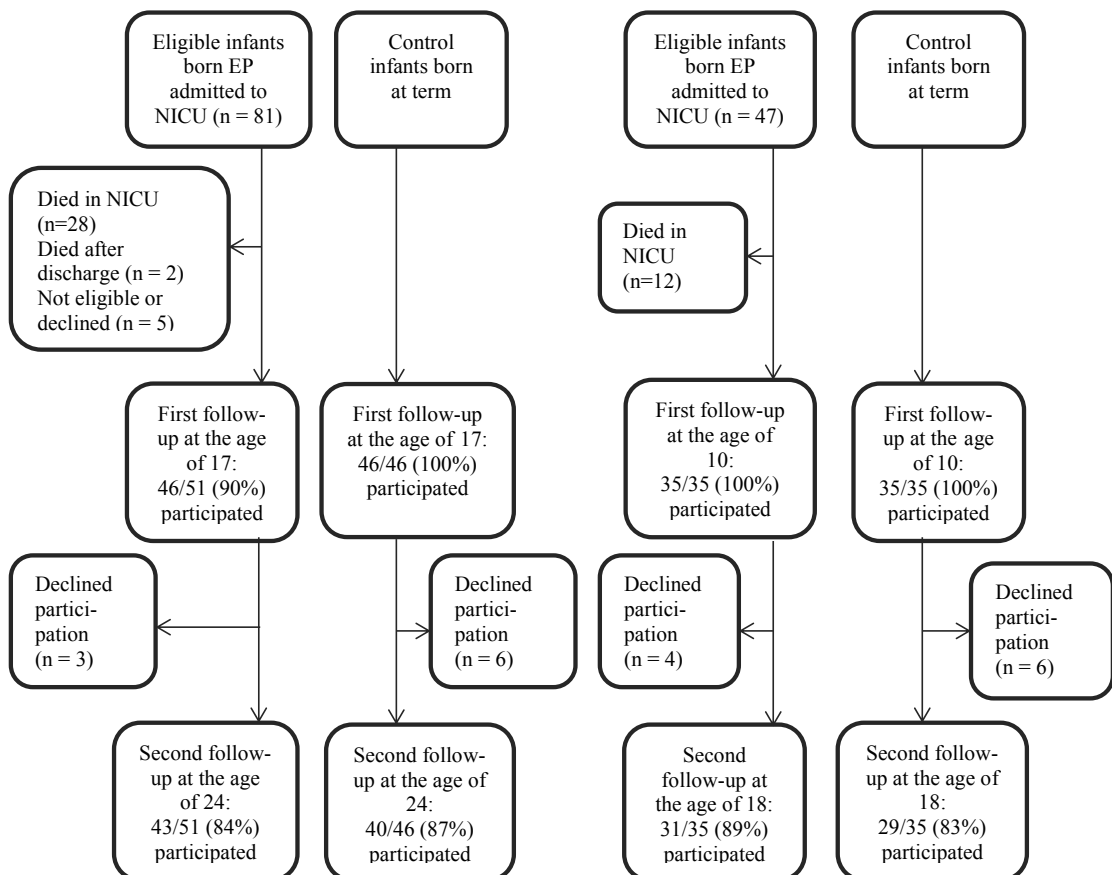 Eligible infants
born EP
admitted to
NICU (n = 81)
Control
infants born
at term
Eligible infants
born EP
admitted to
NICU (n = 47)
Control
infants born
at term
Died in NICU
(n=28)
Died after
discharge (n = 2)
Not eligible or
declined (n = 5)
Died in
NICU
(n=12)
First follow-
up at the age
of 17:
46/51 (90%)
participated
First follow-up
at the age of 17:
46/46 (100%)
participated
First follow-up
at the age of
10:
35/35 (100%)
participated
First follow-
up at the age
of 10:
35/35 (100%)
participated
Declined
partici-
pation
(n = 3)
Declined
partici-
pation
(n = 6)
Declined
partici-
pation
(n = 4)
Declined
partici-
pation
(n = 6)
Second follow-
up at the age
of 24:
43/51 (84%)
participated
Second follow-
up at the age of
24:
40/46 (87%)
participated
Second
follow-up at
the age of 18:
31/35 (89%)
participated
Second follow-
up at the age of
18:
29/35 (83%)
participated